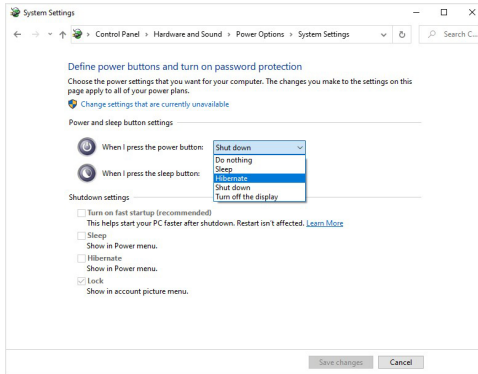 System Settings
Control Panel > Hardware and Sound > Power Options > System Settings
Search C...
Define power buttons and turn on password protection
Choose the power settings that you want for your computer. The changes you make to the settings on this
page apply to all of your power plans.
Change settings that are currently unavailable
Power and sleep button settings
When I press the power button: Shut down
Do nothing
Sleep
When I press the sleep button: Hibernate
Shut down
Turn off the display
Shutdown settings
Turn on fast startup (recommended)
This helps start your PC faster after shutdown. Restart isn't affected. Learn More
Sleep
Show in Power menu.
Hibernate
Show in Power menu.
Lock
Show in account picture menu.
Save changes Cancel